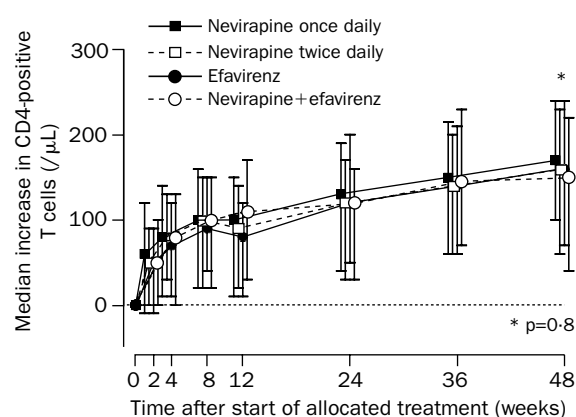 Nevirapine once daily
Nevirapine twice daily
Efavirenz
Nevirapine+efavirenz
Median increase in CD4-positive
T cells (/μL)
300
200
100
0
*
* p=0·8
0 2 4 8 12 24 36 48
Time after start of allocated treatment (weeks)